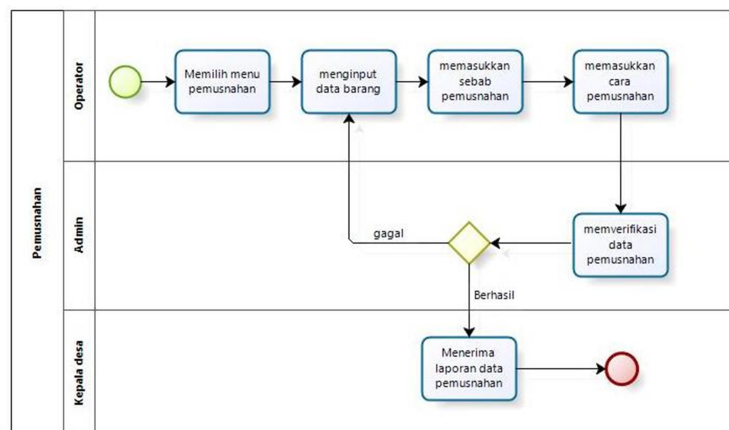 Pemusnahan
Operator
Memilih menu
pemusnahan
menginput
data barang
memasukkan
sebab
pemusnahan
memasukkan
cara
pemusnahan
Admin
gagal
memverifikasi
data
pemusnahan
Berhasil
Kepala desa
Menerima
laporan data
pemusnahan